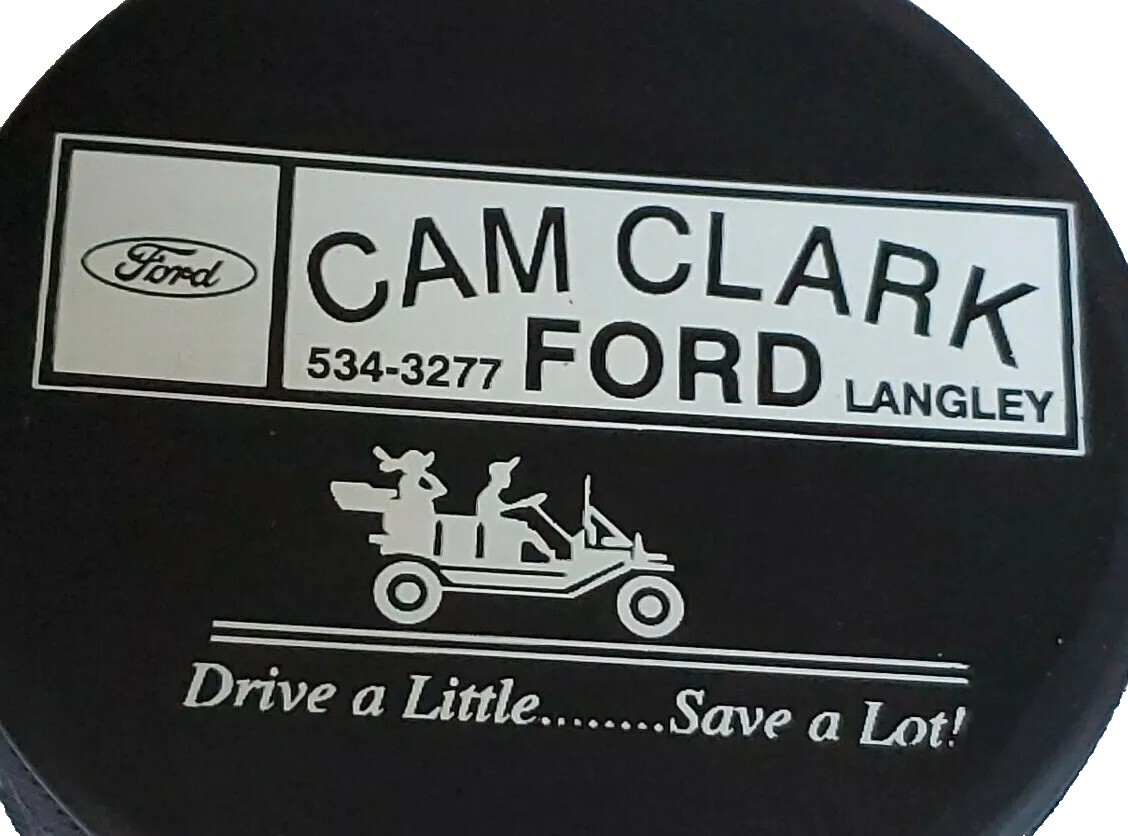 Ford
CAM CLARK
534-3277 FORD LANGLEY
Drive a Little........Save a Lot!